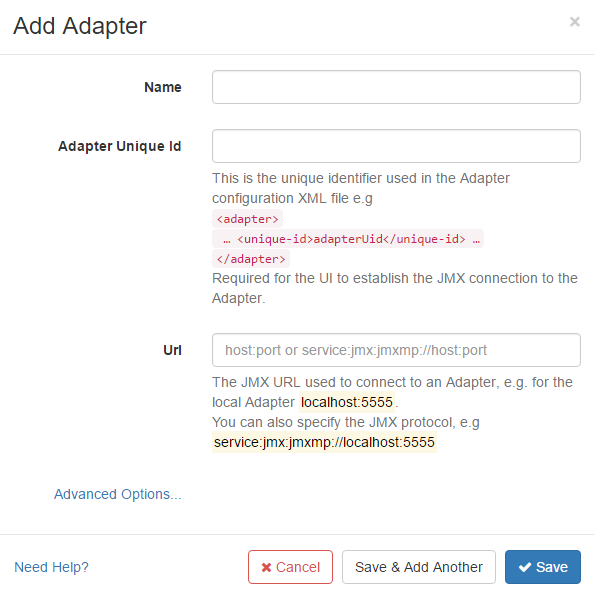 Add Adapter ×
Name
Adapter Unique Id
This is the unique identifier used in the Adapter
configuration XML file e.g
<adapter>
… <unique-id>adapterUid</unique-id> …
</adapter>
Required for the UI to establish the JMX connection to the
Adapter.
Url host:port or service:jmx:jmxmp://host:port
The JMX URL used to connect to an Adapter, e.g. for the
local Adapter localhost:5555.
You can also specify the JMX protocol, e.g
service:jmx:jmxmp://localhost:5555
Advanced Options...
Need Help? ✖ Cancel Save & Add Another ✔ Save